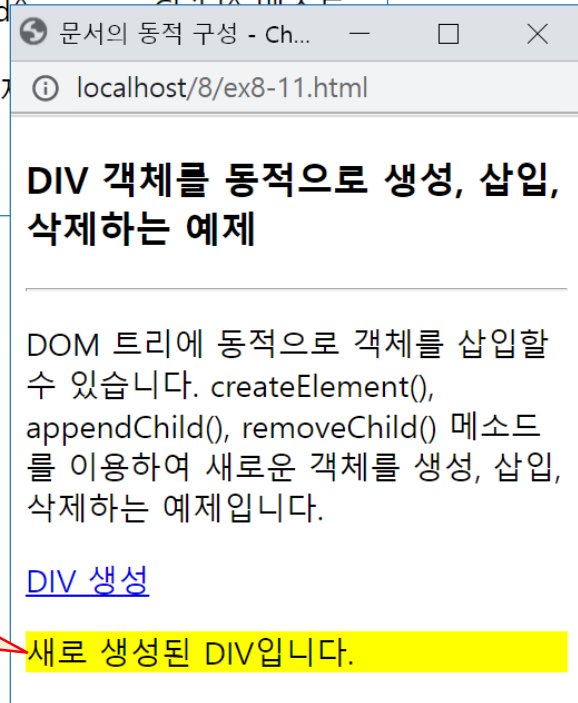 문서의 동적 구성 - Ch...
localhost/8/ex8-11.html
DIV 객체를 동적으로 생성, 삽입,
삭제하는 예제
DOM 트리에 동적으로 객체를 삽입할
수 있습니다. createElement(),
appendChild(), removeChild() 메소드
를 이용하여 새로운 객체를 생성, 삽입,
삭제하는 예제입니다.
DIV 생성
새로 생성된 DIV입니다.